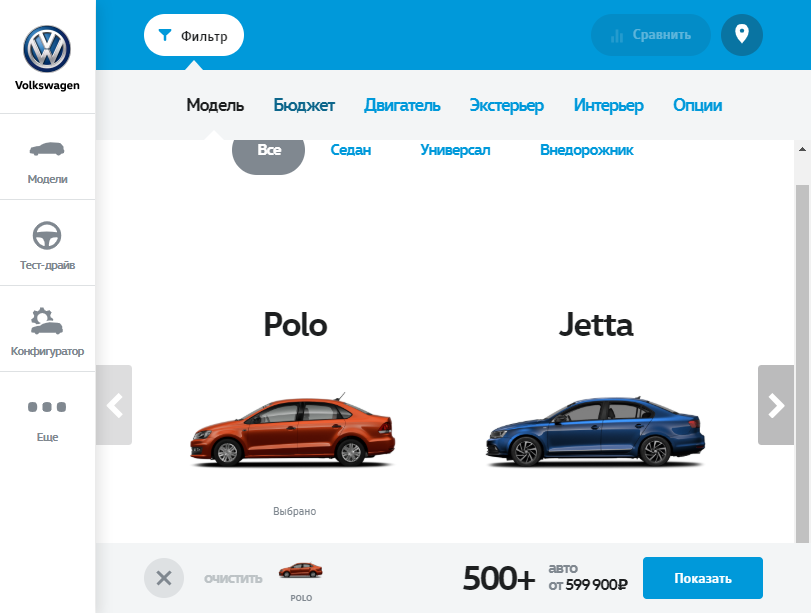 Фильтр
Сравнить
Volkswagen
Модель Бюджет Двигатель Экстерьер Интерьер Опции
Все Седан Универсал Внедорожник
Модели
Тест-драйв
Конфигуратор
Еще
Polo Jetta
Выбрано
ОЧИСТИТЬ
POLO
500+
авто
от 599 900₽
Показать